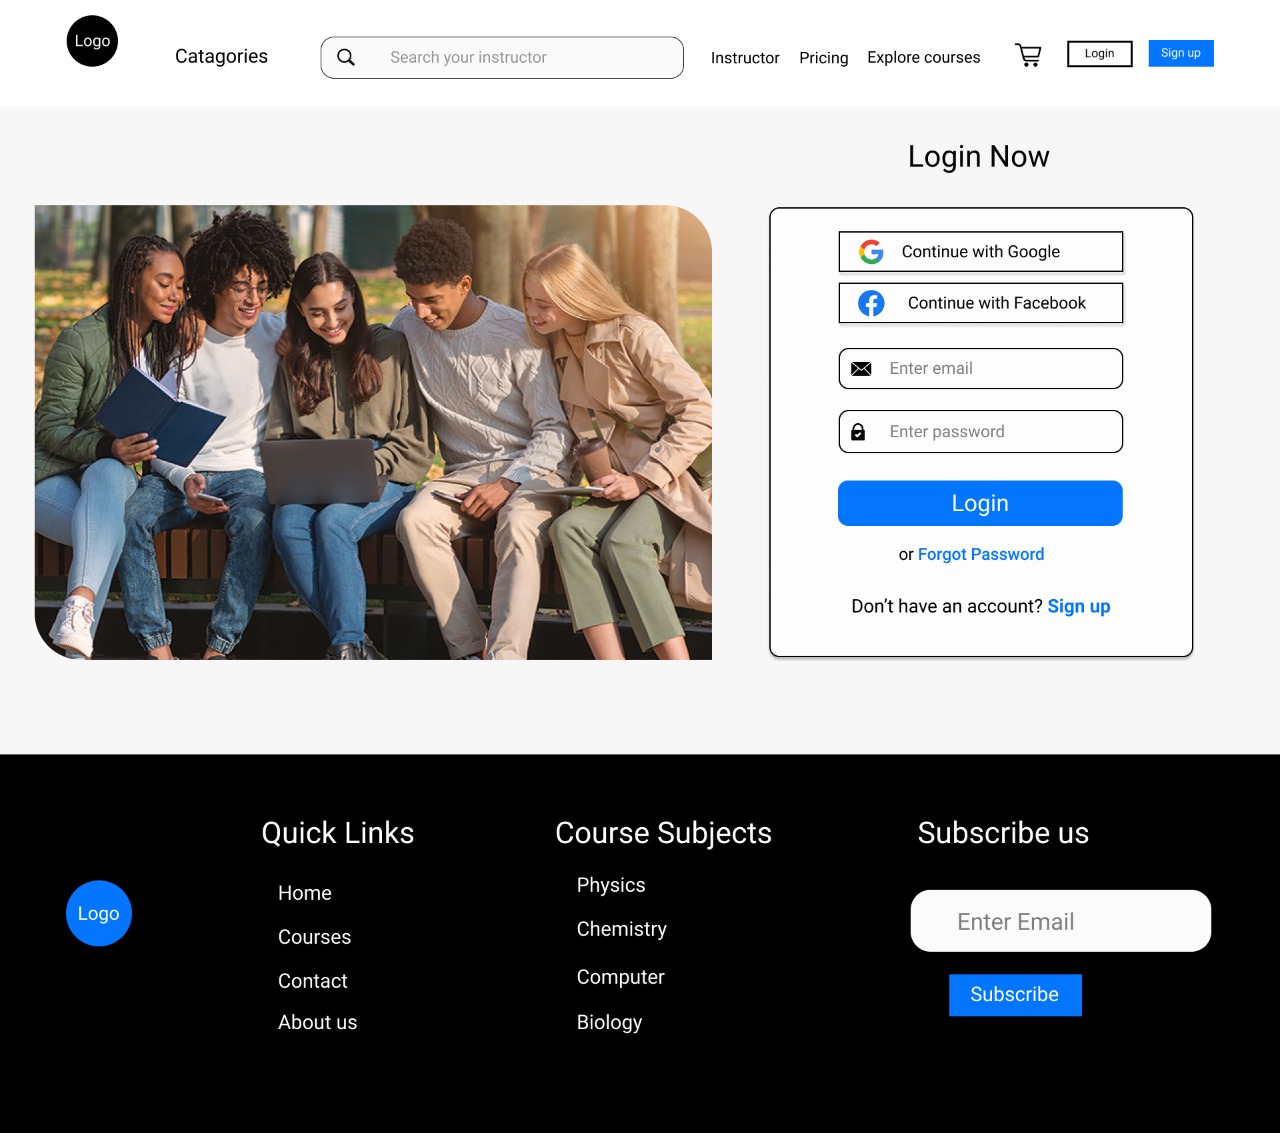 Logo
Catagories
Search your instructor
Instructor
Pricing
Explore courses
Login
Sign up
Login Now
Continue with Google
Continue with Facebook
Enter email
Enter password
Login
or Forgot Password
Don’t have an account? Sign up
Logo
Quick Links
Home
Courses
Contact
About us
Course Subjects
Physics
Chemistry
Computer
Biology
Subscribe us
Enter Email
Subscribe